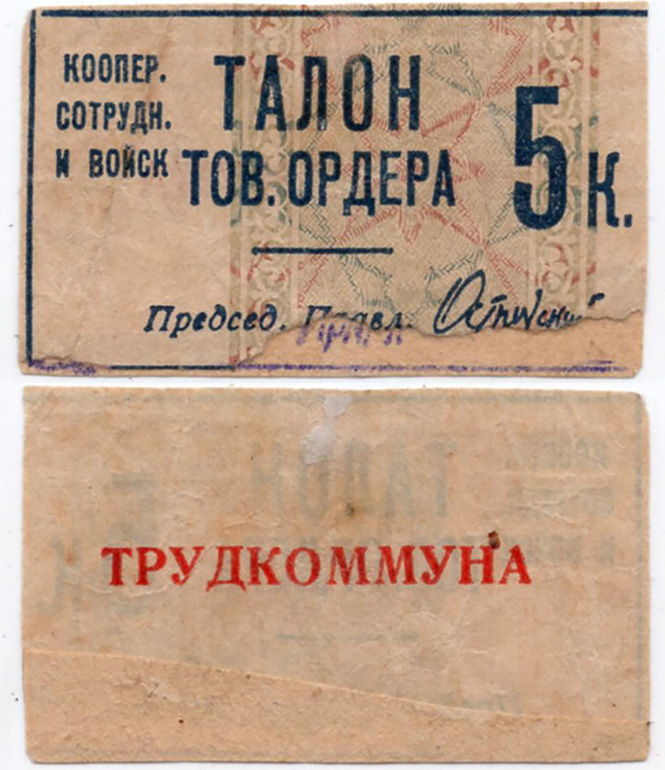 КООПЕР.
СОТРУДН.
И ВОЙСК
ТАЛОН
ТОВ. ОРДЕРА
5 К.
Председ. Правл.
ТРУДКОММУНА